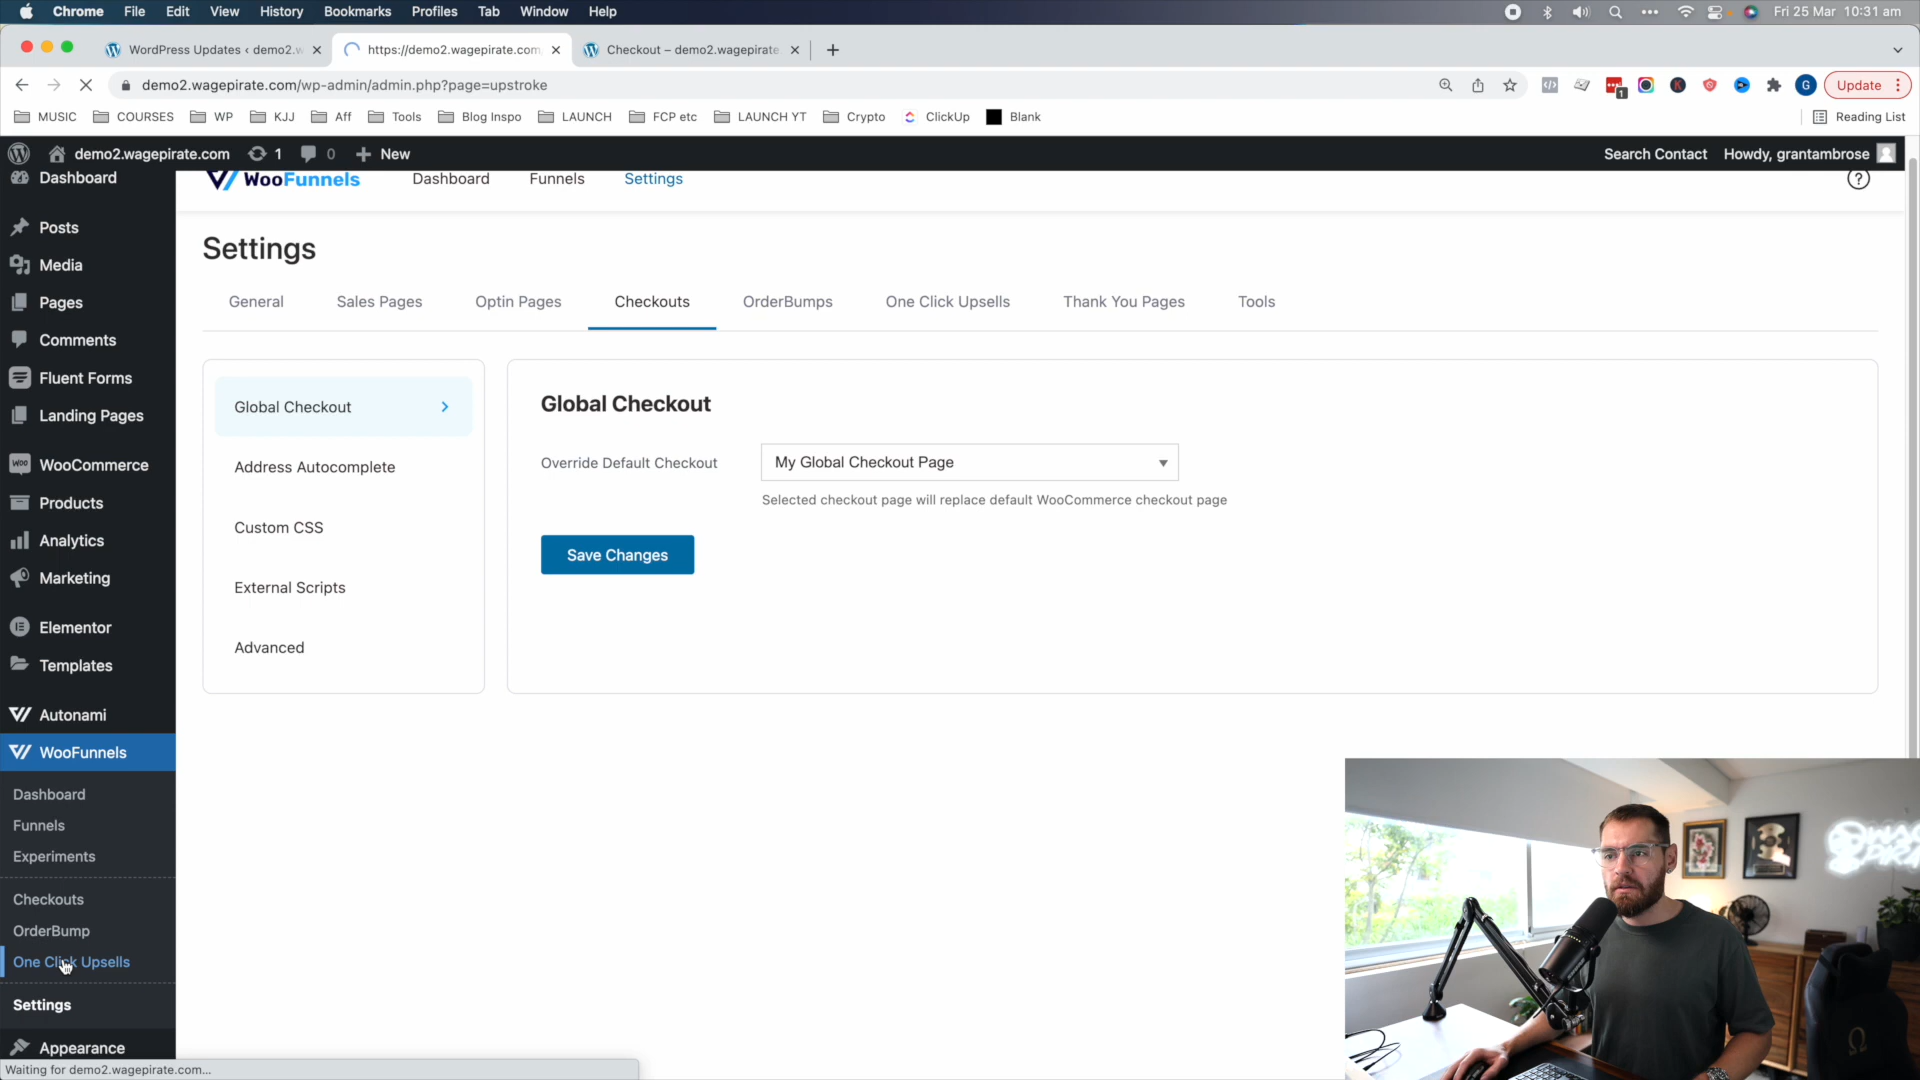 Chrome File Edit View History Bookmarks Profiles Tab Window Help Fri 25 Mar 10:31 am
WordPress Updates ‹ demo2.w
https://demo2.wagepirate.com
Checkout – demo2.wagepirate
demo2.wagepirate.com/wp-admin/admin.php?page=upstroke
1
G
Update
MUSIC COURSES WP KJJ Aff Tools Blog Inspo LAUNCH FCP etc LAUNCH YT Crypto ClickUp Blank Reading List
demo2.wagepirate.com 1 0 New Search Contact Howdy, grantambrose
WooFunnels Dashboard Funnels Settings
Dashboard
Posts
Media
Pages
Comments
Fluent Forms
Landing Pages
WooCommerce
Products
Analytics
Marketing
Elementor
Templates
Autonami
WooFunnels
Dashboard
Funnels
Experiments
Checkouts
OrderBump
One Click Upsells
Settings
Appearance
Settings
General Sales Pages Optin Pages Checkouts OrderBumps One Click Upsells Thank You Pages Tools
Global Checkout
Address Autocomplete
Custom CSS
External Scripts
Advanced
Global Checkout
Override Default Checkout My Global Checkout Page
Selected checkout page will replace default WooCommerce checkout page
Save Changes
Waiting for demo2.wagepirate.com...